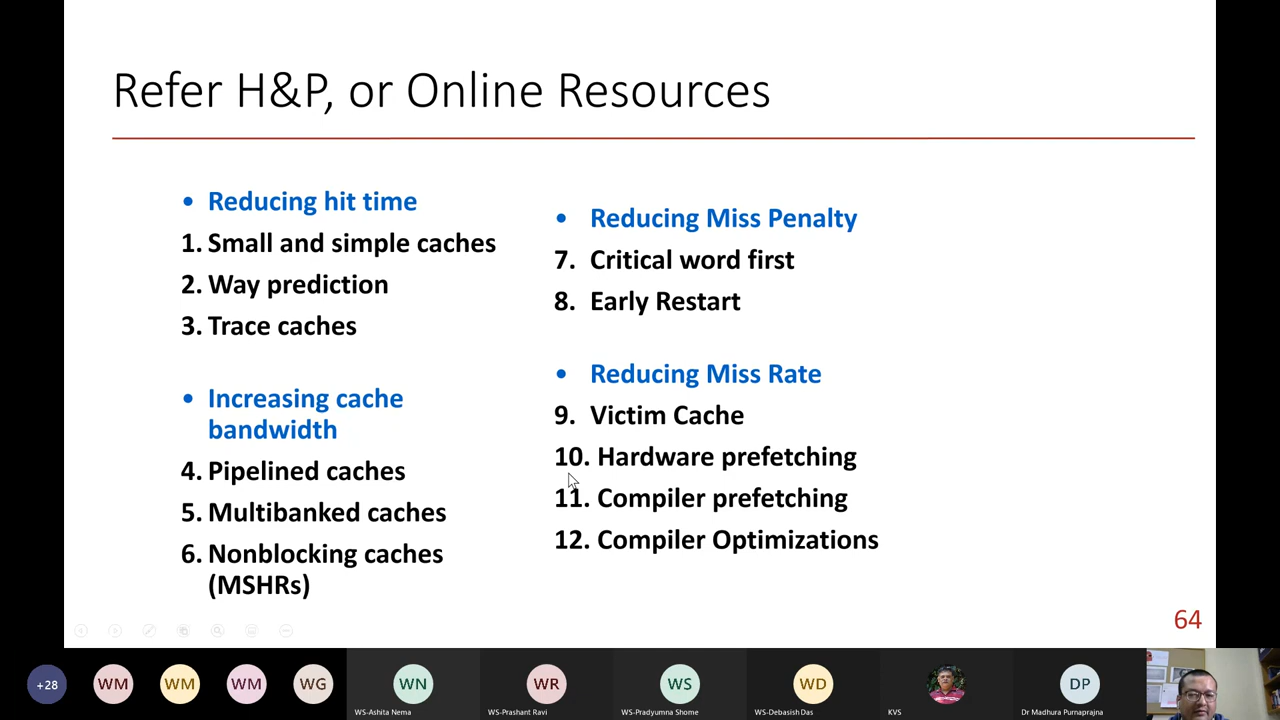 Refer H&P, or Online Resources
• Reducing hit time
1. Small and simple caches
2. Way prediction
3. Trace caches
• Increasing cache
bandwidth
4. Pipelined caches
5. Multibanked caches
6. Nonblocking caches
(MSHRs)
• Reducing Miss Penalty
7. Critical word first
8. Early Restart
• Reducing Miss Rate
9. Victim Cache
10. Hardware prefetching
11. Compiler prefetching
12. Compiler Optimizations
64
+28
WM
WM
WM
WG
WN
WS-Ashita Nema
WR
WS-Prashant Ravi
WS
WS-Pradyumna Shome
WD
WS-Debasish Das
KVS
DP
Dr Madhura Purnaprajna